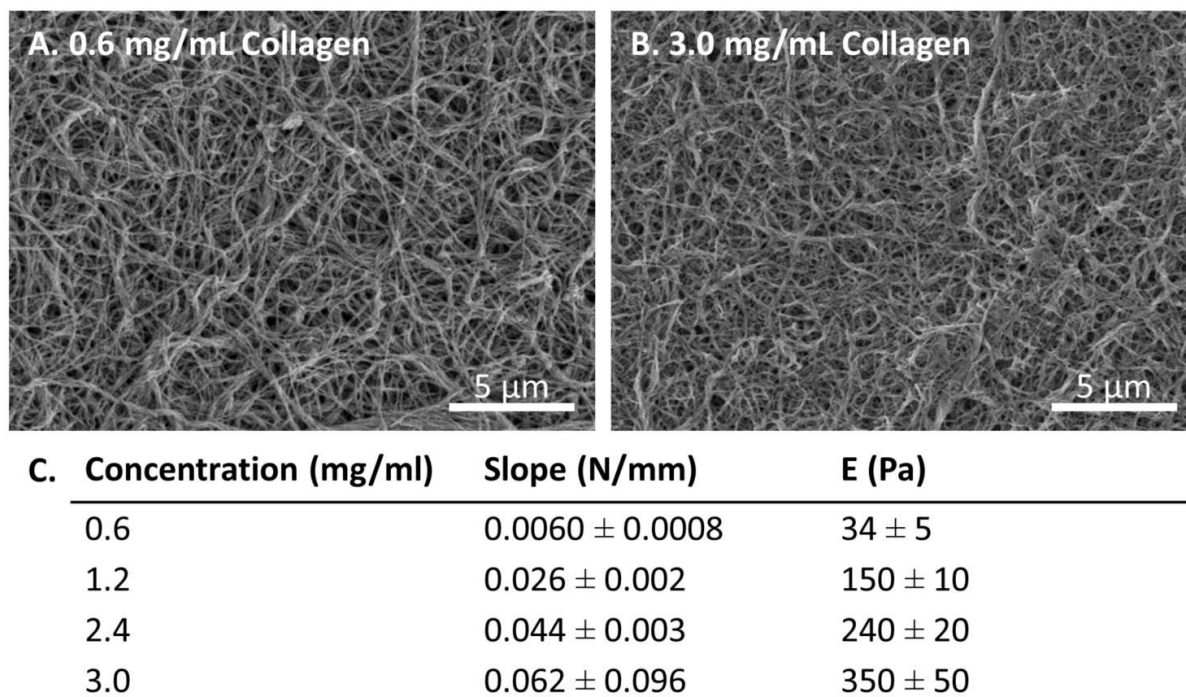 A. 0.6 mg/mL Collagen
B. 3.0 mg/mL Collagen
5 μm
5 μm
C. Concentration (mg/ml) Slope (N/mm) E (Pa)
0.6 0.0060 ± 0.0008 34 ± 5
1.2 0.026 ± 0.002 150 ± 10
2.4 0.044 ± 0.003 240 ± 20
3.0 0.062 ± 0.096 350 ± 50